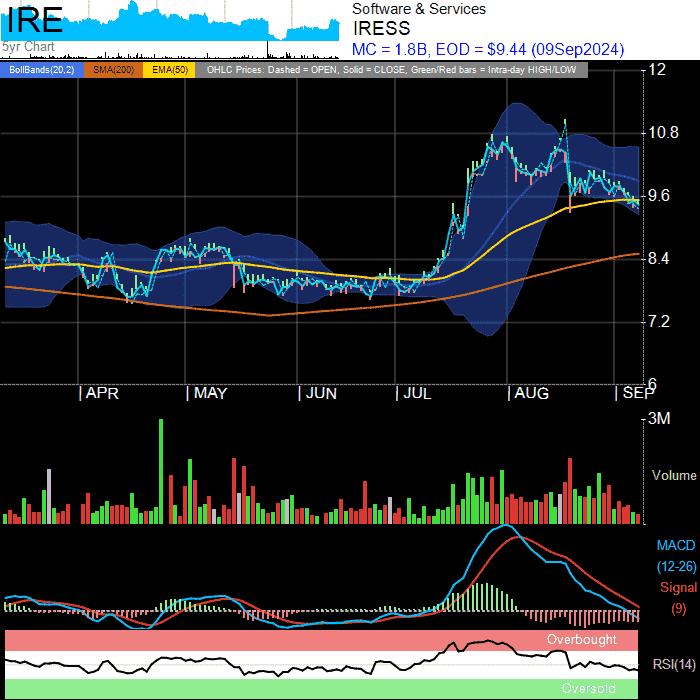 IRE
5yr Chart
Software & Services
IRESS
MC = 1.8B, EOD = $9.44 (09Sep2024)
BollBands(20,2) SMA(200) EMA(50) OHLC Prices: Dashed = OPEN, Solid = CLOSE, Green/Red bars = Intra-day HIGH/LOW
12
10.8
9.6
8.4
7.2
6
APR MAY JUN JUL AUG SEP
3M
Volume
MACD
(12-26)
Signal
(9)
Overbought
RSI(14)
Oversold